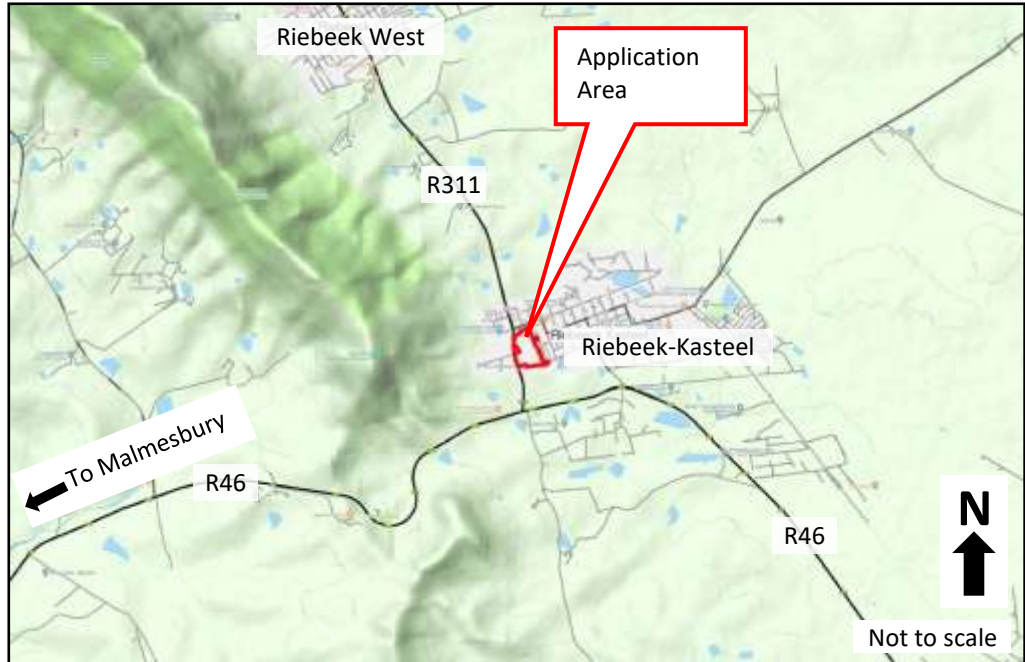 Riebeek West
Application
Area
R311
Riebeek-Kasteel
To Malmesbury
R46
R46
N
Not to scale